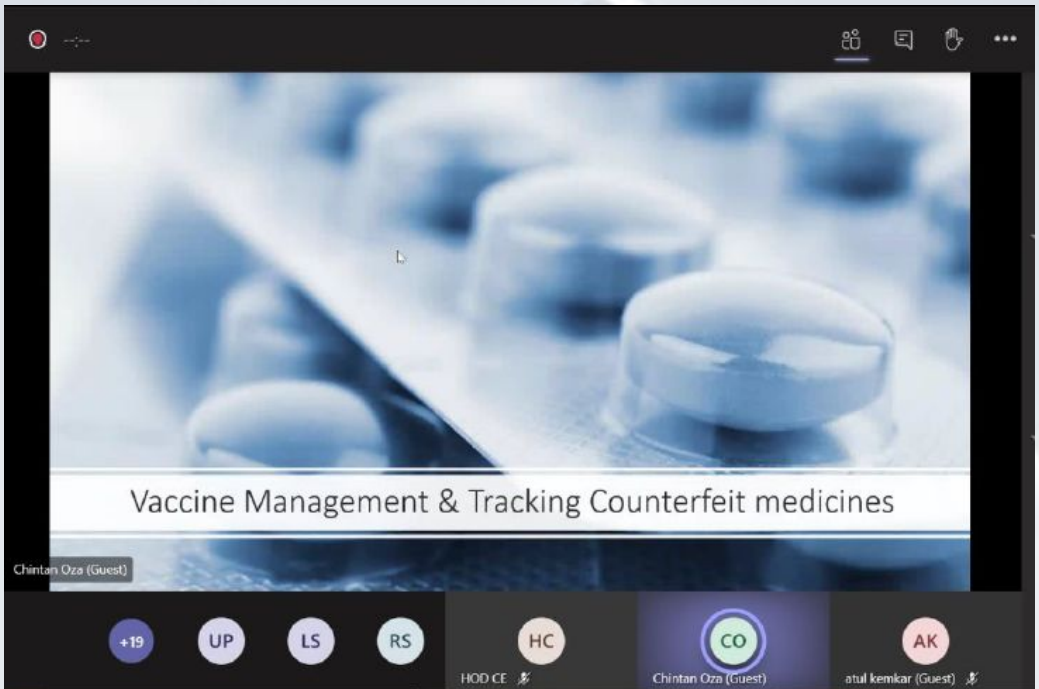 --:--
Vaccine Management & Tracking Counterfeit medicines
Chintan Oza (Guest)
+19
UP
LS
RS
HC
CO
AK
HOD CE
Chintan Oza (Guest)
atul kemkar (Guest)